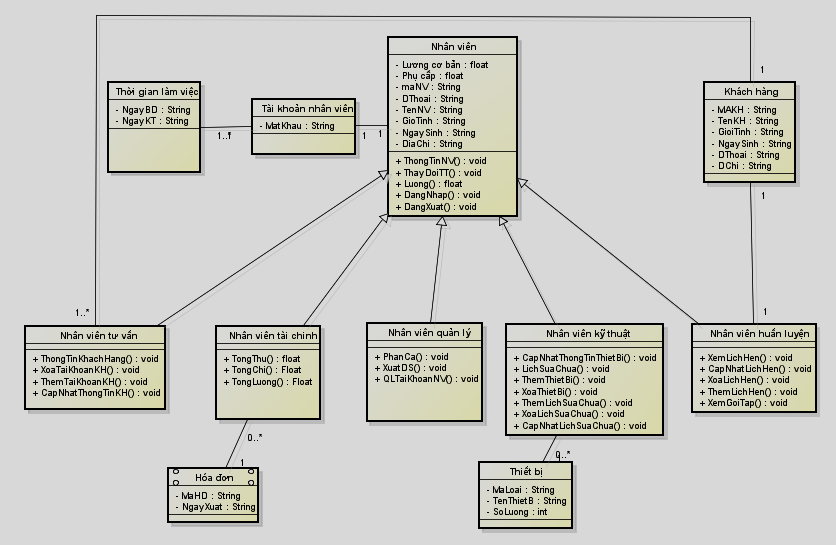 Nhân viên
- Lương cơ bản : float
- Phụ cấp : float
- maNV : String
- DThoai : String
- TenNV : String
- GioTinh : String
- NgaySinh : String
- DiaChi : String
+ ThongTinNV() : void
+ ThayDoiTT() : void
+ Luong() : float
+ DangNhap() : void
+ DangXuat() : void
Thời gian làm việc
- NgayBD : String
- NgayKT : String
1..*
Tài khoản nhân viên
- MatKhau : String
1
1
1
Khách hàng
- MAKH : String
- TenKH : String
- GioiTinh : String
- NgaySinh : String
- DThoai : String
- DChi : String
1
1
1..*
Nhân viên tư vấn
+ ThongTinKhachHang() : void
+ XoaTaiKhoanKH() : void
+ ThemTaiKhoanKH() : void
+ CapNhatThongTinKH() : void
Nhân viên tài chinh
+ TongThu() : float
+ TongChi() : Float
+ TongLuong() : Float
Nhân viên quản lý
+ PhanCa() : void
+ XuatDS() : void
+ QLTaiKhoanNV() : void
Nhân viên kỹ thuật
+ CapNhatThongTinThietBi() : void
+ LichSuaChua() : void
+ ThemThietBi() : void
+ XoaThietBi() : void
+ ThemLichSuaChua() : void
+ XoaLichSuaChua() : void
+ CapNhatLichSuaChua() : void
Nhân viên huấn luyện
+ XemLichHen() : void
+ CapNhatLichHen() : void
+ XoaLichHen() : void
+ ThemLichHen() : void
+ XemGoiTap() : void
0..*
1
Hóa đơn
- MaHD : String
- NgayXuat : String
0..*
Thiết bị
- MaLoai : String
- TenThietB : String
- SoLuong : int